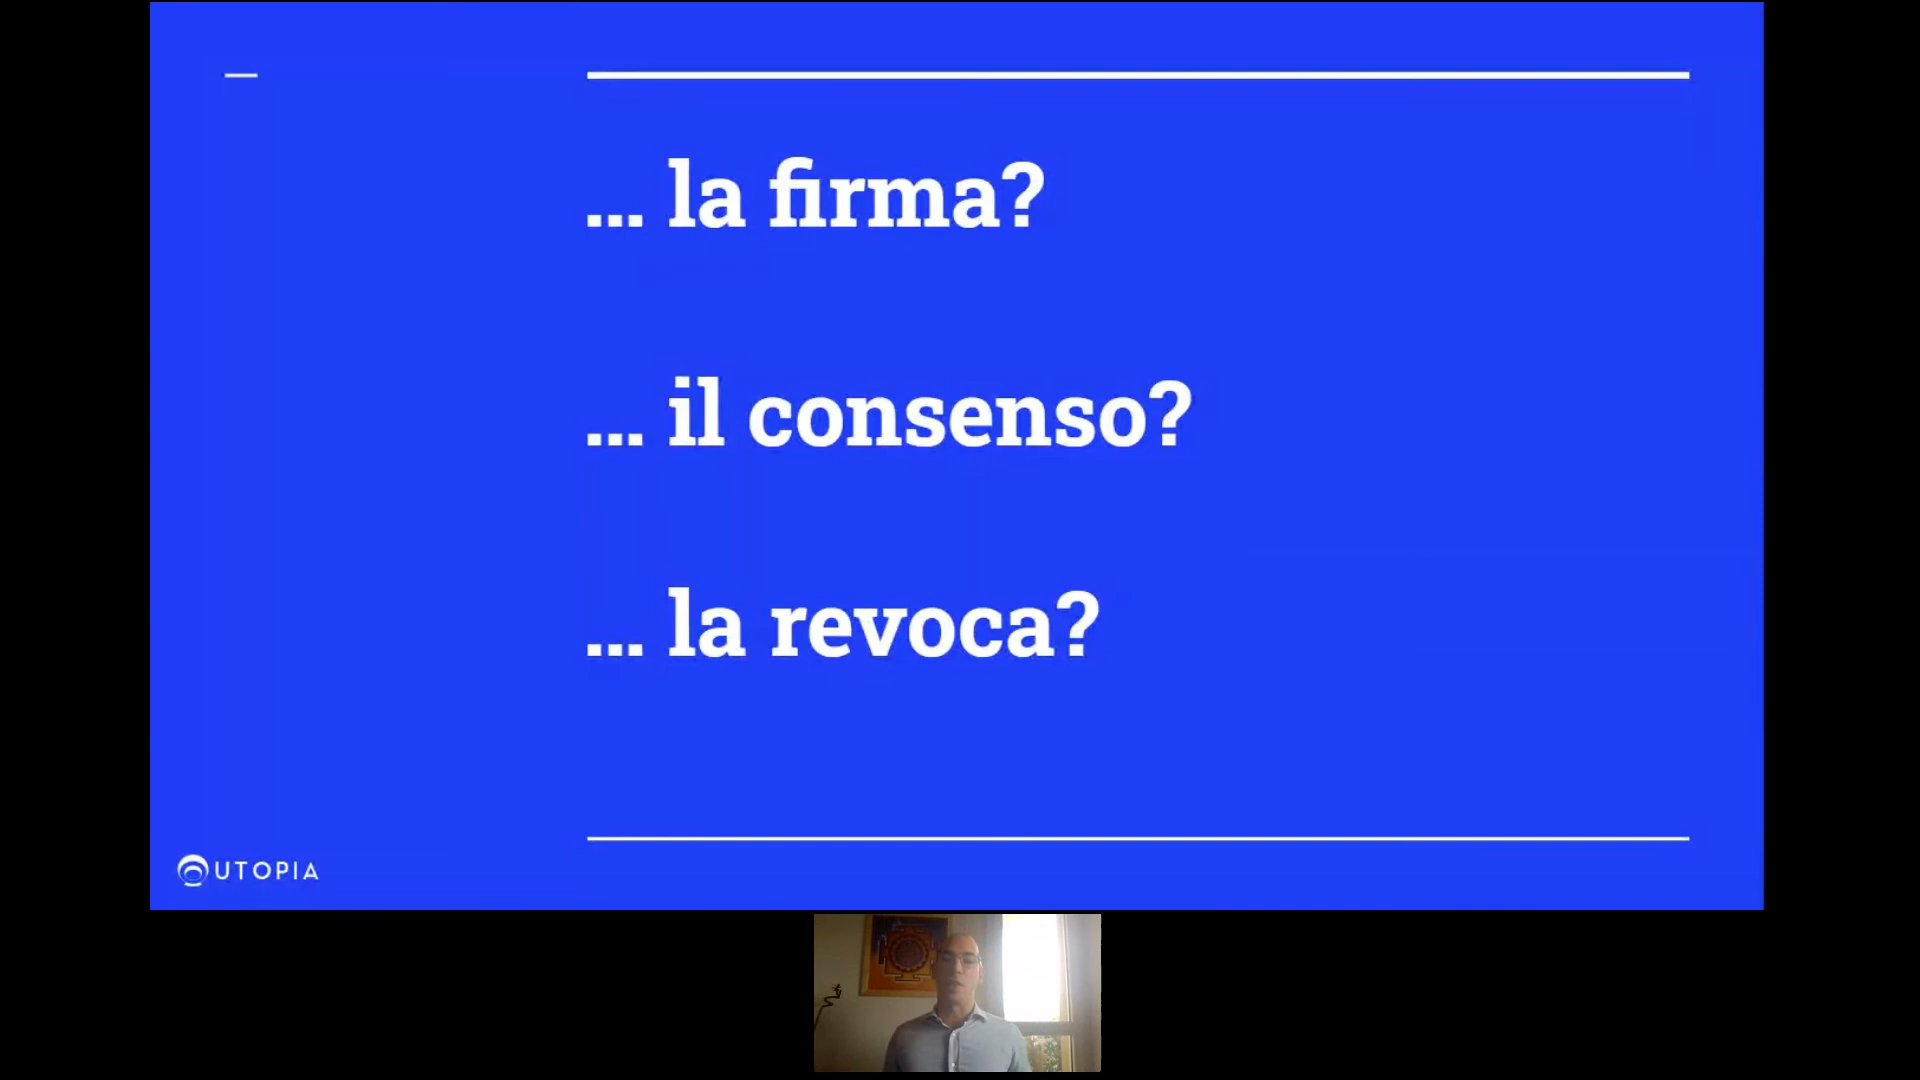 ... la firma?
... il consenso?
... la revoca?
UTOPIA